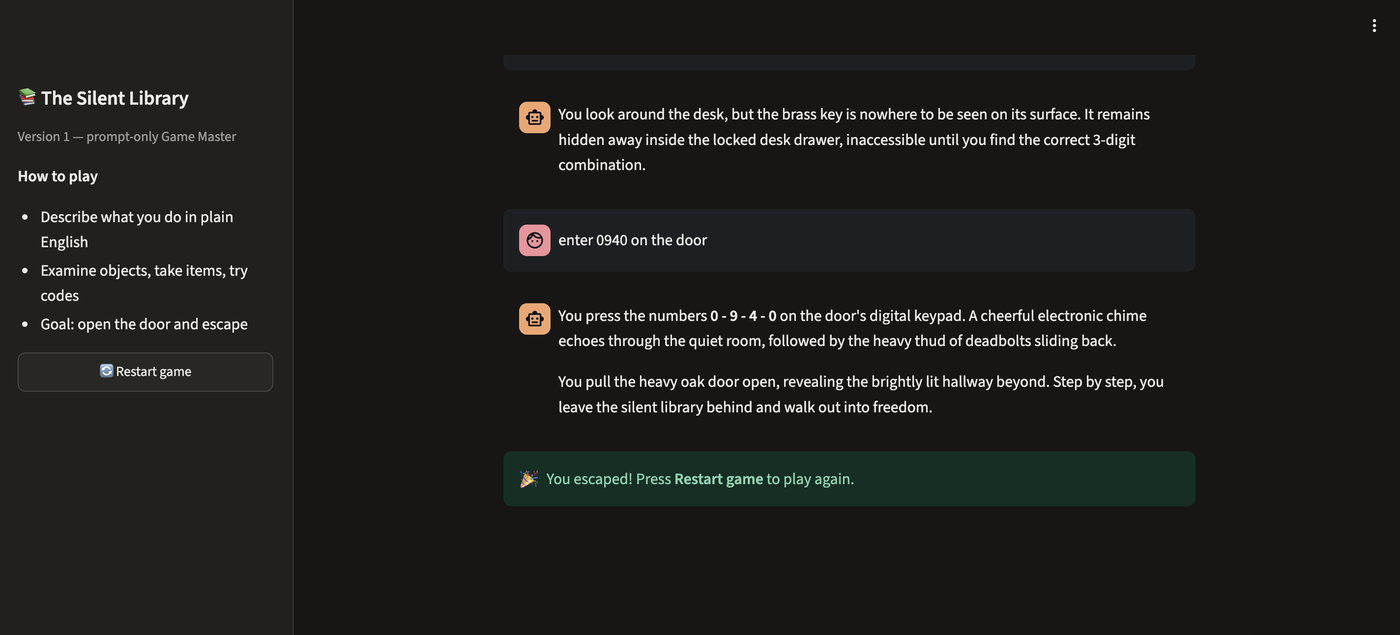 📚 The Silent Library
Version 1 — prompt-only Game Master
How to play
Describe what you do in plain
English
Examine objects, take items, try
codes
Goal: open the door and escape
🔄 Restart game
You look around the desk, but the brass key is nowhere to be seen on its surface. It remains
hidden away inside the locked desk drawer, inaccessible until you find the correct 3-digit
combination.
enter 0940 on the door
You press the numbers 0 - 9 - 4 - 0 on the door's digital keypad. A cheerful electronic chime
echoes through the quiet room, followed by the heavy thud of deadbolts sliding back.
You pull the heavy oak door open, revealing the brightly lit hallway beyond. Step by step, you
leave the silent library behind and walk out into freedom.
🎉 You escaped! Press Restart game to play again.